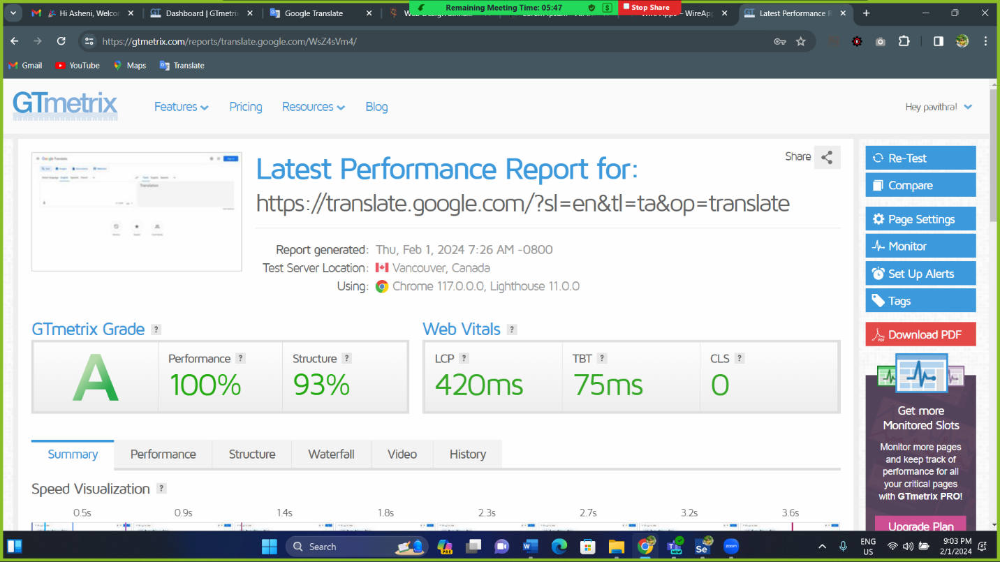 Hi Asheni, Welcor
Dashboard | GTmetri
Google Translate
Remaining Meeting Time: 05:47
Stop Share
Wire Apps – WireApp
Latest Performance R
https://gtmetrix.com/reports/translate.google.com/WsZ4sVm4/
Gmail
YouTube
Maps
Translate
GTmetrix
Features
Pricing
Resources
Blog
Hey pavithra!
Latest Performance Report for:
https://translate.google.com/?sl=en&tl=ta&op=translate
Share
Report generated: Thu, Feb 1, 2024 7:26 AM -0800
Test Server Location: Vancouver, Canada
Using: Chrome 117.0.0.0, Lighthouse 11.0.0
Re-Test
Compare
Page Settings
Monitor
Set Up Alerts
Tags
Download PDF
GTmetrix Grade ?
A
Performance ?
100%
Structure ?
93%
Web Vitals ?
LCP ?
420ms
TBT ?
75ms
CLS ?
0
Get more
Monitored Slots
Monitor more pages
and keep track of
performance for all
your critical pages
with GTmetrix PRO!
Upgrade Plan
Summary
Performance
Structure
Waterfall
Video
History
Speed Visualization ?
0.5s
0.9s
1.4s
1.8s
2.3s
2.7s
3.2s
3.6s
Search
ENG
US
9:03 PM
2/1/2024